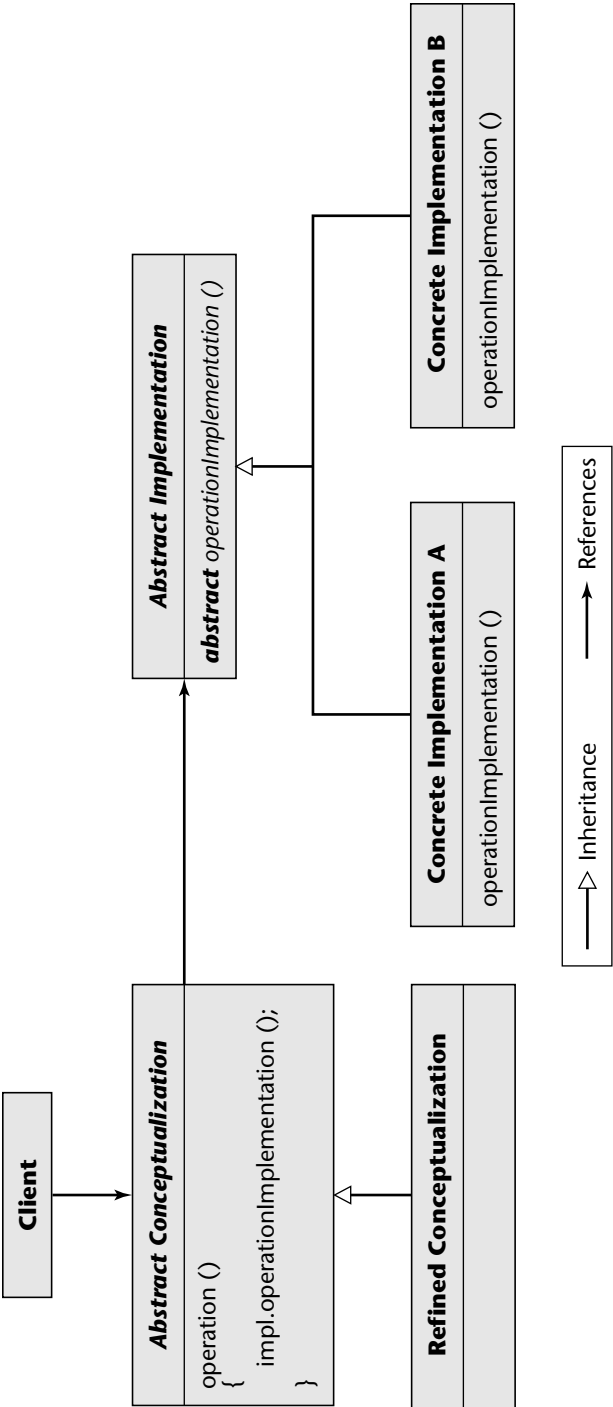 Client
Abstract Conceptualization
operation ()
{
impl.operationImplementation ();
}
Refined Conceptualization
Abstract Implementation
abstract operationImplementation ()
Concrete Implementation A
operationImplementation ()
Concrete Implementation B
operationImplementation ()
Inheritance
References